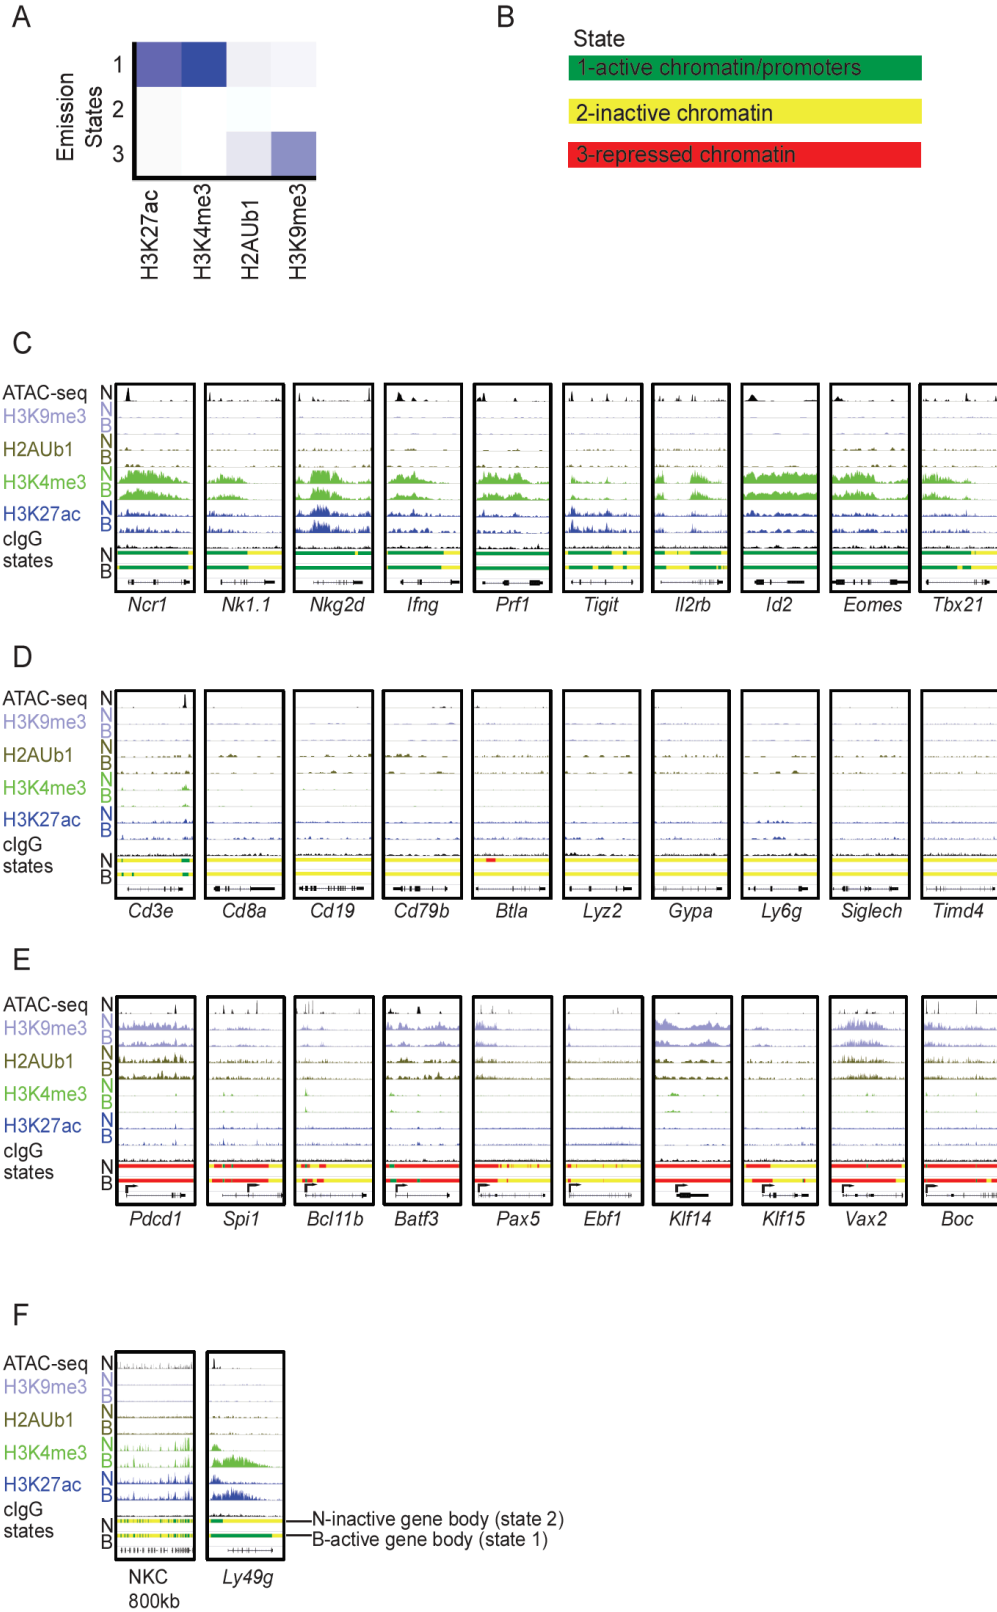 A
B
1
2
3
Emission
States
H3K27ac
H3K4me3
H2AUb1
H3K9me3
State
1-active chromatin/promoters
2-inactive chromatin
3-repressed chromatin
C
ATAC-seq N
H3K9me3 N
B
H2AUb1 N
B
H3K4me3 N
B
H3K27ac N
B
cIgG
states N
B
Ncr1 Nk1.1 Nkg2d Ifng Prf1 Tigit Il2rb Id2 Eomes Tbx21
D
ATAC-seq N
H3K9me3 N
B
H2AUb1 N
B
H3K4me3 N
B
H3K27ac N
B
cIgG
states N
B
Cd3e Cd8a Cd19 Cd79b Btla Lyz2 Gypa Ly6g Siglech Timd4
E
ATAC-seq N
H3K9me3 N
B
H2AUb1 N
B
H3K4me3 N
B
H3K27ac N
B
cIgG
states N
B
Pdcd1 Spi1 Bcl11b Batf3 Pax5 Ebf1 Klf14 Klf15 Vax2 Boc
F
ATAC-seq N
H3K9me3 N
B
H2AUb1 N
B
H3K4me3 N
B
H3K27ac N
B
cIgG
states N
B
N-inactive gene body (state 2)
B-active gene body (state 1)
NKC
800kb
Ly49g